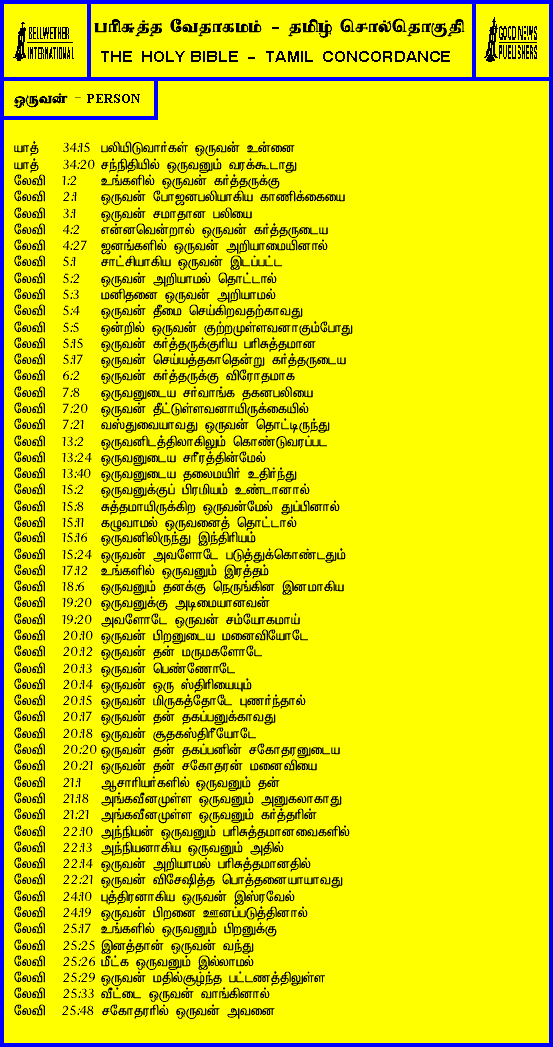 BELLWETHER
INTERNATIONAL
பரிசுத்த வேதாகமம் - தமிழ் சொல்தொகுதி
THE HOLY BIBLE - TAMIL CONCORDANCE
GOOD NEWS
PUBLISHERS
ஒருவன் - PERSON
யாத் 34:15 பலியிடுவார்கள் ஒருவன் உன்னை
யாத் 34:20 சந்நிதியில் ஒருவனும் வரக்கூடாது
லேவி 1:2 உங்களில் ஒருவன் கர்த்தருக்கு
லேவி 2:1 ஒருவன் போஜனபலியாகிய காணிக்கையை
லேவி 3:1 ஒருவன் சமாதான பலியை
லேவி 4:2 என்னவென்றால் ஒருவன் கர்த்தருடைய
லேவி 4:27 ஜனங்களில் ஒருவன் அறியாமையினால்
லேவி 5:1 சாட்சியாகிய ஒருவன் இடப்பட்ட
லேவி 5:2 ஒருவன் அறியாமல் தொட்டால்
லேவி 5:3 மனிதனை ஒருவன் அறியாமல்
லேவி 5:4 ஒருவன் தீமை செய்கிறவதற்காவது
லேவி 5:5 ஒன்றில் ஒருவன் குற்றமுள்ளவனாகும்போது
லேவி 5:15 ஒருவன் கர்த்தருக்குரிய பரிசுத்தமான
லேவி 5:17 ஒருவன் செய்யத்தகாதென்று கர்த்தருடைய
லேவி 6:2 ஒருவன் கர்த்தருக்கு விரோதமாக
லேவி 7:8 ஒருவனுடைய சர்வாங்க தகனபலியை
லேவி 7:20 ஒருவன் தீட்டுள்ளவனாயிருக்கையில்
லேவி 7:21 வஸ்துவையாவது ஒருவன் தொட்டிருந்து
லேவி 13:2 ஒருவனிடத்திலாகிலும் கொண்டுவரப்பட
லேவி 13:24 ஒருவனுடைய சரீரத்தின்மேல்
லேவி 13:40 ஒருவனுடைய தலைமயிர் உதிர்ந்து
லேவி 15:2 ஒருவனுக்குப் பிரமியம் உண்டானால்
லேவி 15:8 சுத்தமாயிருக்கிற ஒருவன்மேல் துப்பினால்
லேவி 15:11 கழுவாமல் ஒருவனைத் தொட்டால்
லேவி 15:16 ஒருவனிலிருந்து இந்திரியம்
லேவி 15:24 ஒருவன் அவளோடே படுத்துக்கொண்டதும்
லேவி 17:12 உங்களில் ஒருவனும் இரத்தம்
லேவி 18:6 ஒருவனும் தனக்கு நெருங்கின இனமாகிய
லேவி 19:20 ஒருவனுக்கு அடிமையானவன்
லேவி 19:20 அவளோடே ஒருவன் சம்யோகமாய்
லேவி 20:10 ஒருவன் பிறனுடைய மனைவியோடே
லேவி 20:12 ஒருவன் தன் மருமகளோடே
லேவி 20:13 ஒருவன் பெண்ணோடே
லேவி 20:14 ஒருவன் ஒரு ஸ்திரியையும்
லேவி 20:15 ஒருவன் மிருகத்தோடே புணர்ந்தால்
லேவி 20:17 ஒருவன் தன் தகப்பனுக்காவது
லேவி 20:18 ஒருவன் சூதகஸ்திரீயோடே
லேவி 20:20 ஒருவன் தன் தகப்பனின் சகோதரனுடைய
லேவி 20:21 ஒருவன் தன் சகோதரன் மனைவியை
லேவி 21:1 ஆசாரியர்களில் ஒருவனும் தன்
லேவி 21:18 அங்கவீனமுள்ள ஒருவனும் அனுகலாகாது
லேவி 21:21 அங்கவீனமுள்ள ஒருவனும் கர்த்தரின்
லேவி 22:10 அந்நியன் ஒருவனும் பரிசுத்தமானவைகளில்
லேவி 22:13 அந்நியனாகிய ஒருவனும் அதில்
லேவி 22:14 ஒருவன் அறியாமல் பரிசுத்தமானதில்
லேவி 22:21 ஒருவன் விசேஷித்த பொத்தனையாயாவது
லேவி 24:10 புத்திரனாகிய ஒருவன் இஸ்ரவேல்
லேவி 24:19 ஒருவன் பிறனை ஊனப்படுத்தினால்
லேவி 25:17 உங்களில் ஒருவனும் பிறனுக்கு
லேவி 25:25 இனத்தான் ஒருவன் வந்து
லேவி 25:26 மீட்க ஒருவனும் இல்லாமல்
லேவி 25:29 ஒருவன் மதில்சூழ்ந்த பட்டணத்திலுள்ள
லேவி 25:33 வீட்டை ஒருவன் வாங்கினால்
லேவி 25:48 சகோதரரில் ஒருவன் அவனை